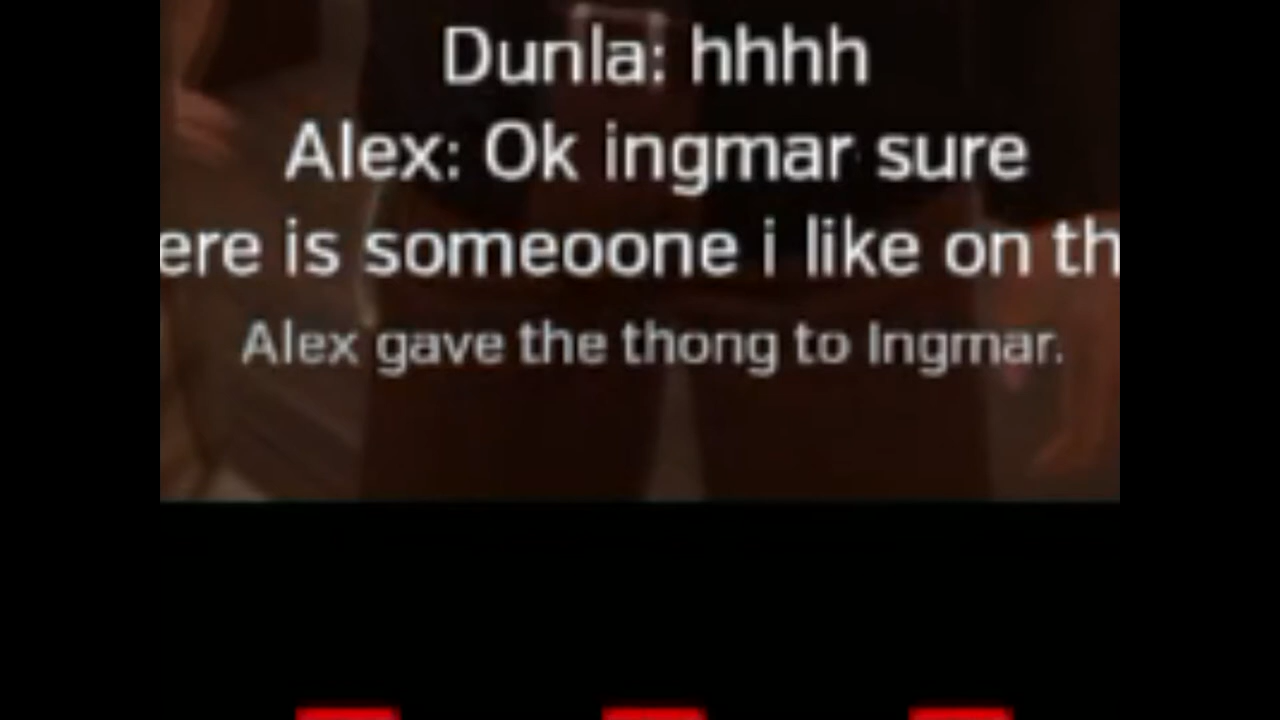 Dunla: hhhh
Alex: Ok ingmar sure
ere is someoone i like on th
Alex gave the thong to Ingmar.